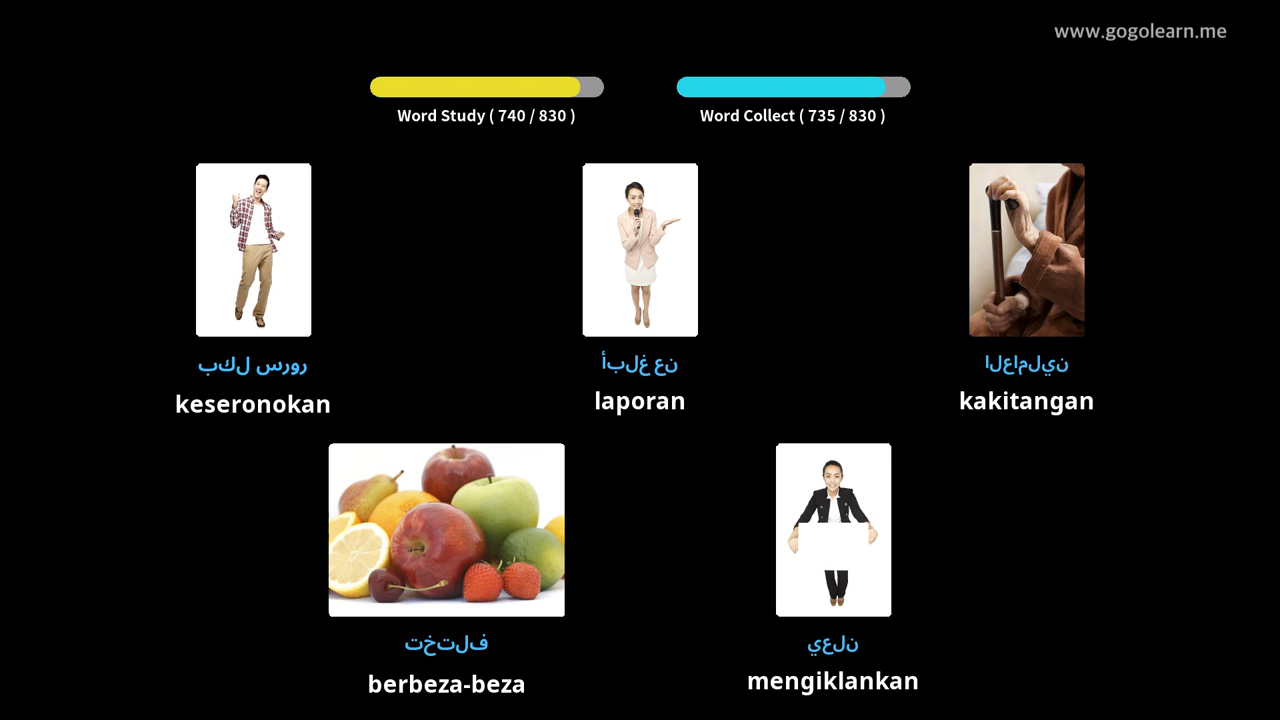 www.gogolearn.me
Word Study ( 740 / 830 )
Word Collect ( 735 / 830 )
بكل سرور
keseronokan
أبلغ عن
laporan
العاملين
kakitangan
تختلف
berbeza-beza
يعلن
mengiklankan